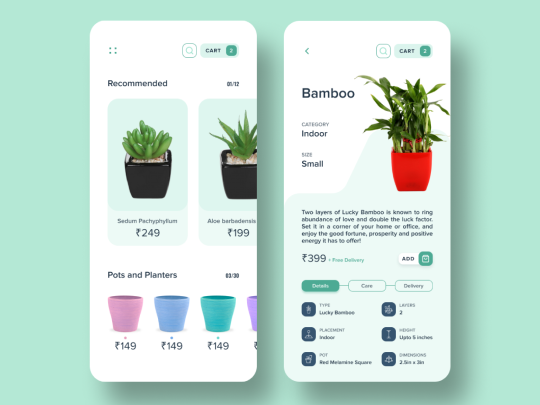 CART 2
Recommended 01/12
Sedum Pachyphyllum
₹249
Aloe barbadensis
₹199
Pots and Planters 03/30
₹149
₹149
₹149
₹1
CART 2
Bamboo
CATEGORY
Indoor
SIZE
Small
Two layers of Lucky Bamboo is known to ring
abundance of love and double the luck factor.
Set it in a corner of your home or office, and
enjoy the good fortune, prosperity and positive
energy it has to offer!
₹399 + Free Delivery ADD
Details Care Delivery
TYPE
Lucky Bamboo
LAYERS
2
PLACEMENT
Indoor
HEIGHT
Upto 5 inches
POT
Red Melamine Square
DIMENSIONS
2.5in x 3in